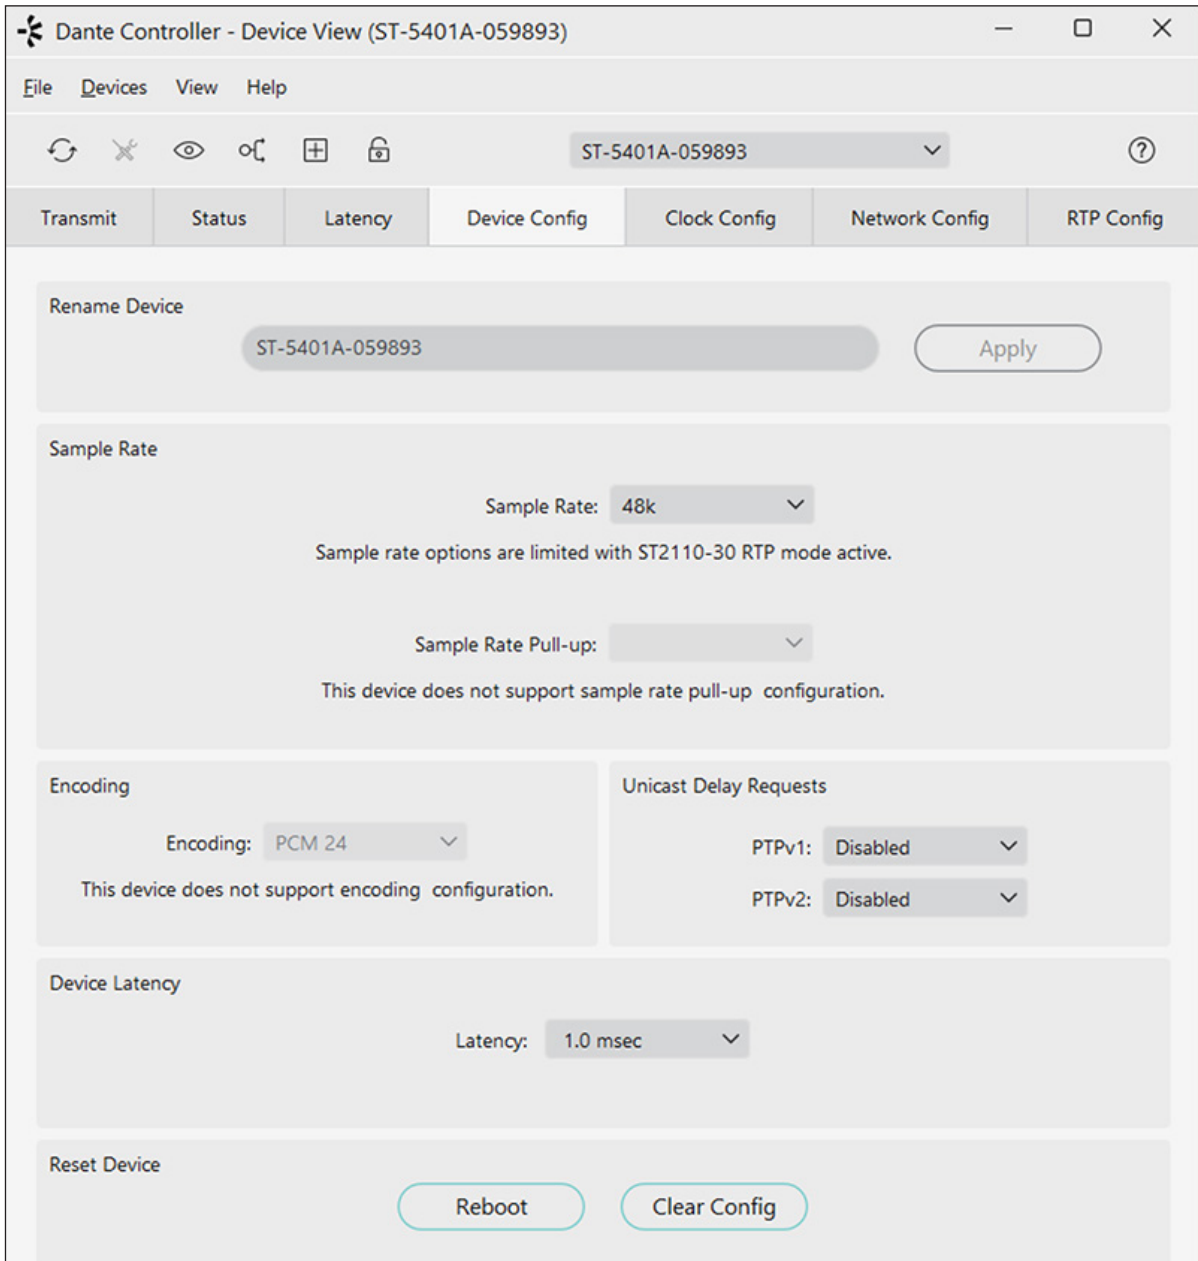 Dante Controller - Device View (ST-5401A-059893)
File Devices View Help
ST-5401A-059893
Transmit Status Latency Device Config Clock Config Network Config RTP Config
Rename Device
ST-5401A-059893 Apply
Sample Rate
Sample Rate: 48k
Sample rate options are limited with ST2110-30 RTP mode active.
Sample Rate Pull-up:
This device does not support sample rate pull-up configuration.
Encoding
Encoding: PCM 24
This device does not support encoding configuration.
Unicast Delay Requests
PTPv1: Disabled
PTPv2: Disabled
Device Latency
Latency: 1.0 msec
Reset Device
Reboot Clear Config